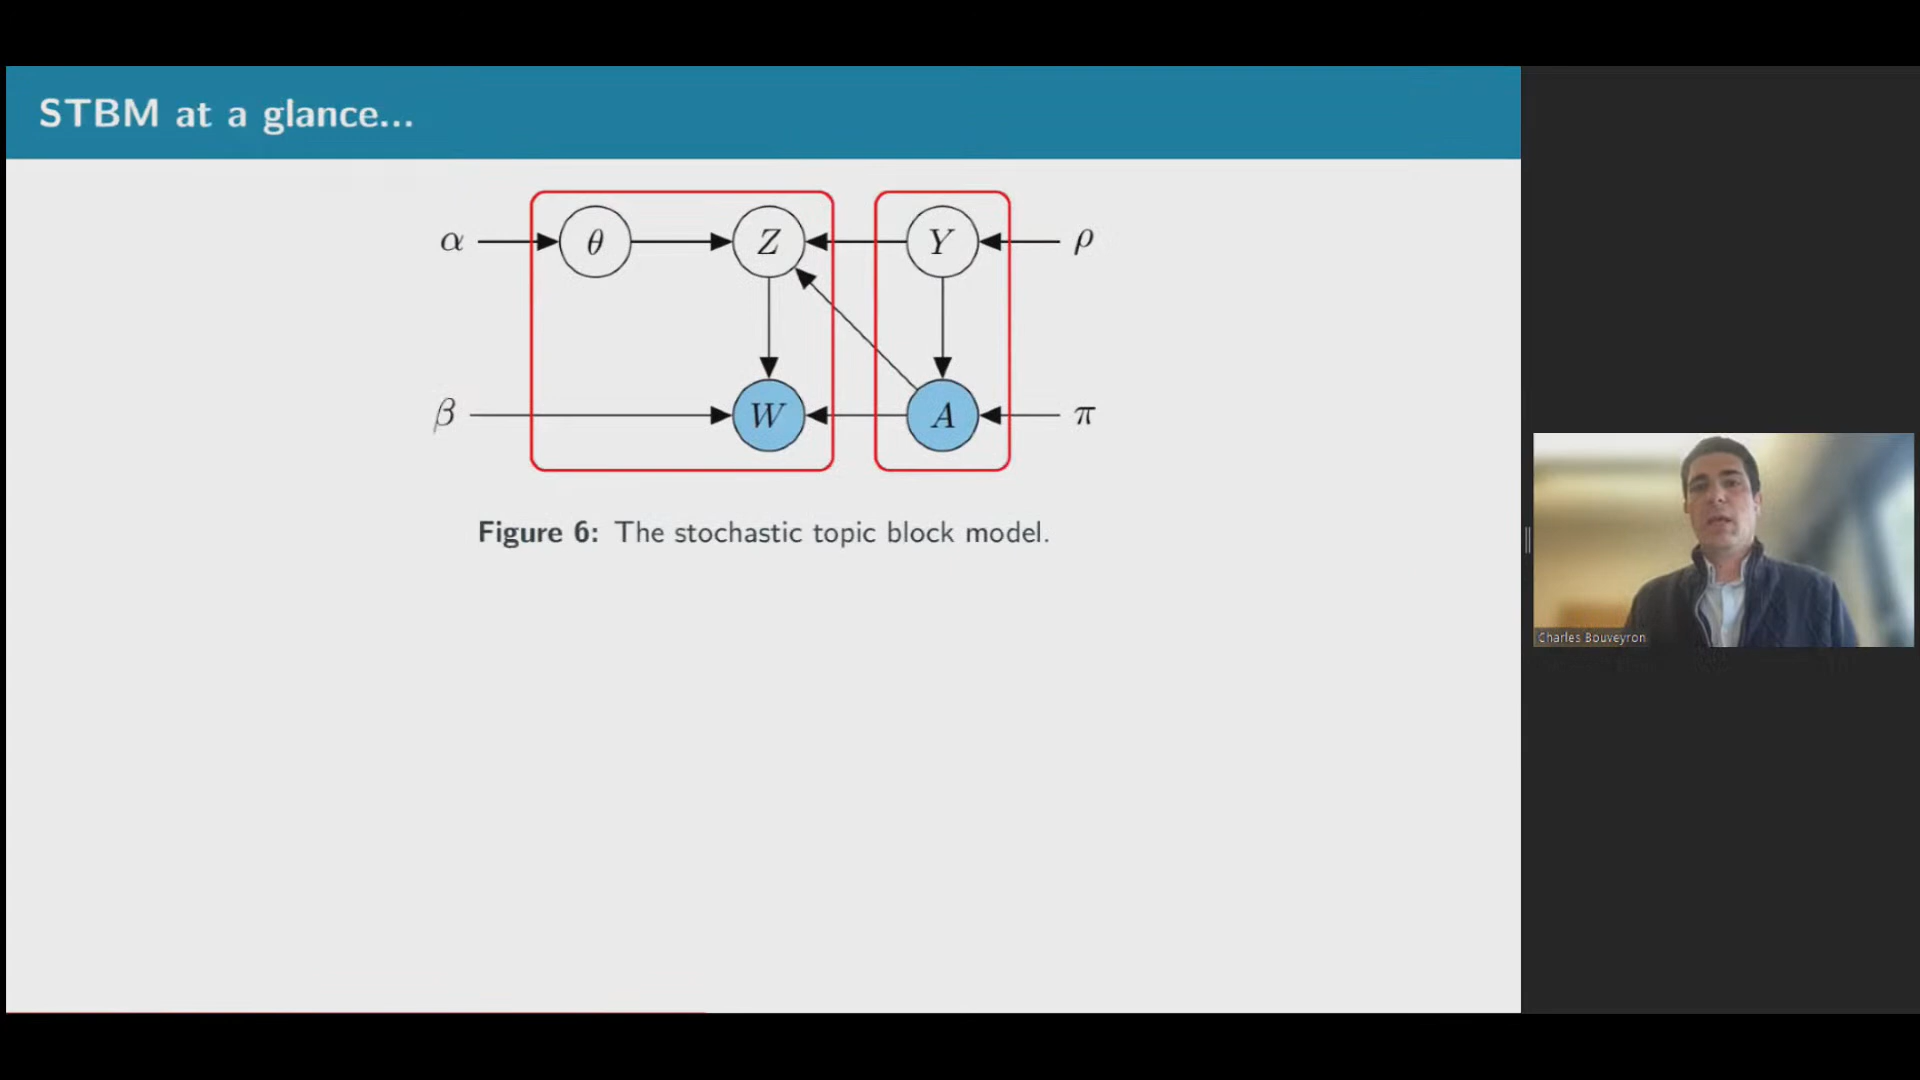 STBM at a glance...
α θ Z Y ρ
β W A π
Figure 6: The stochastic topic block model.
Charles Bouveyron